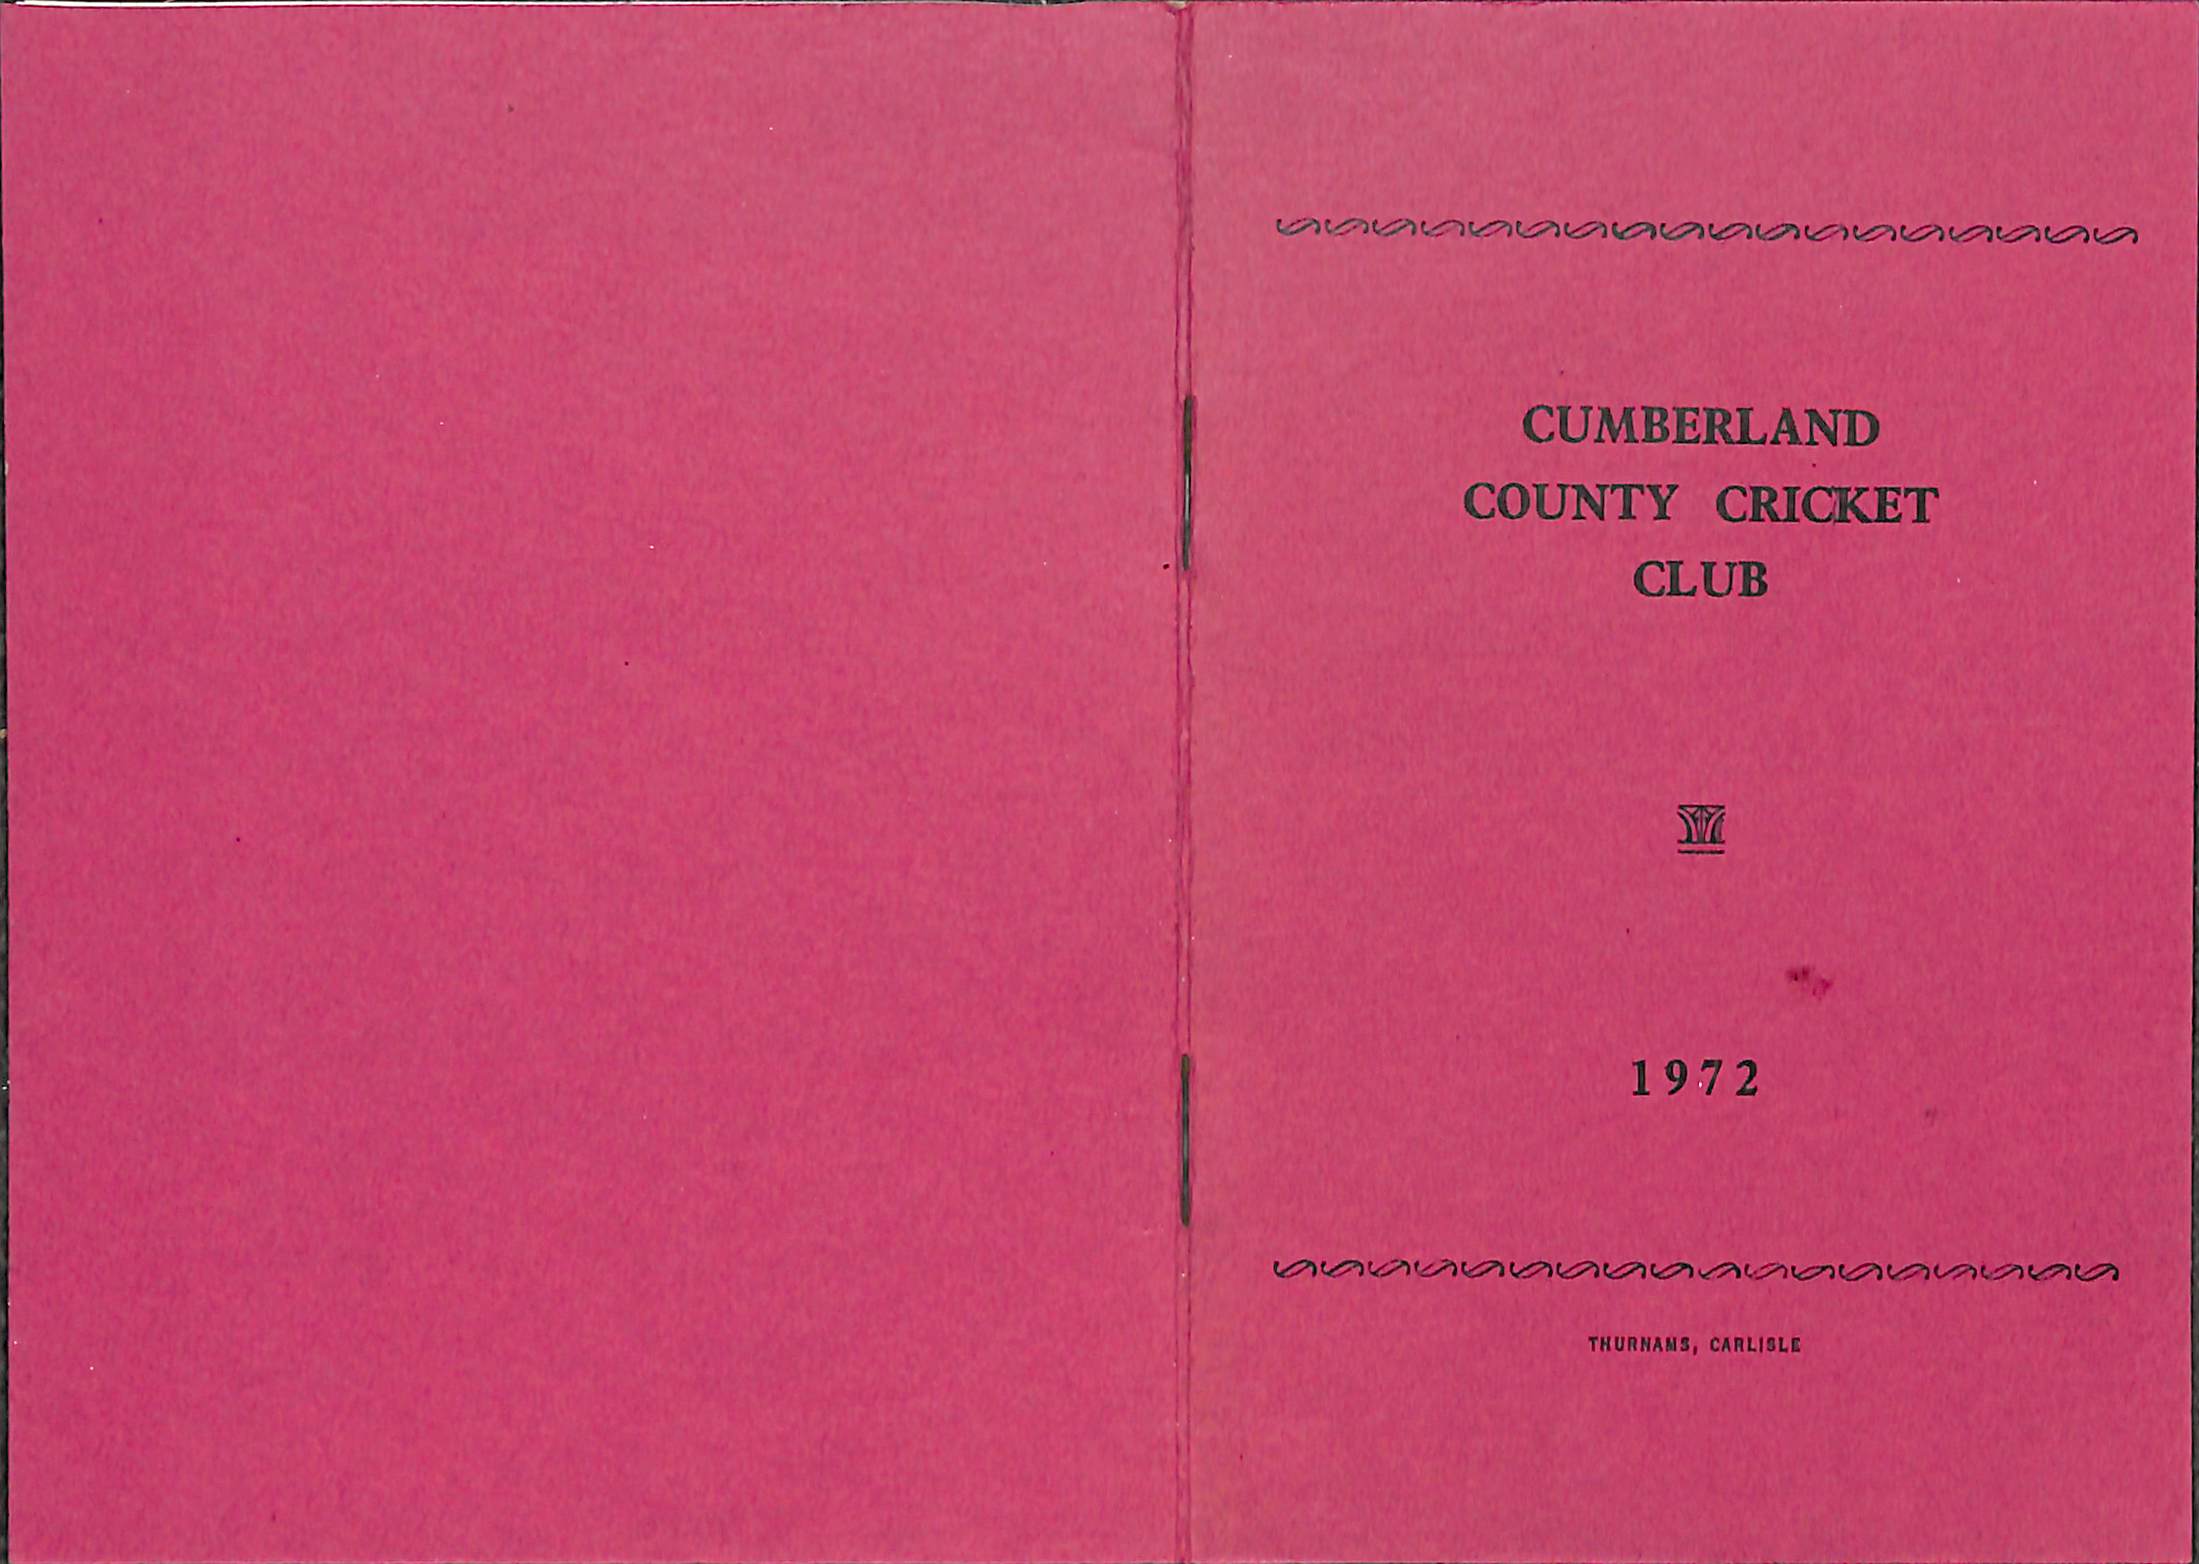 CUMBERLAND
COUNTY CRICKET
CLUB
1972
THURNAMS, CARLISLE